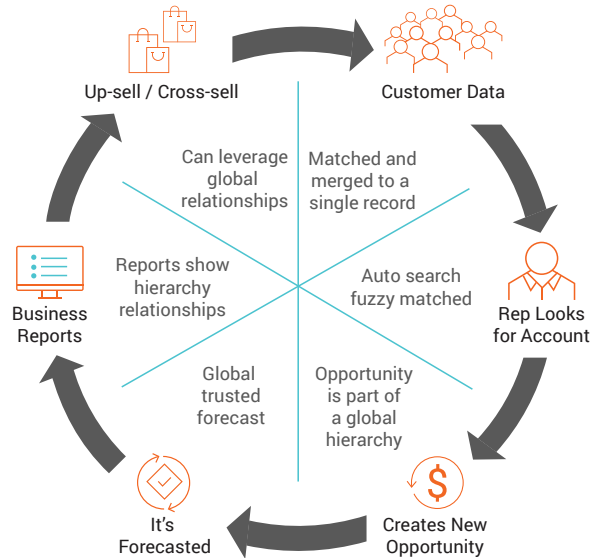 Up-sell / Cross-sell
Customer Data
Can leverage
global
relationships
Matched and
merged to a
single record
Reports show
hierarchy
relationships
Auto search
fuzzy matched
Business
Reports
Rep Looks
for Account
Global
trusted
forecast
Opportunity
is part of
a global
hierarchy
$
It's
Forecasted
Creates New
Opportunity